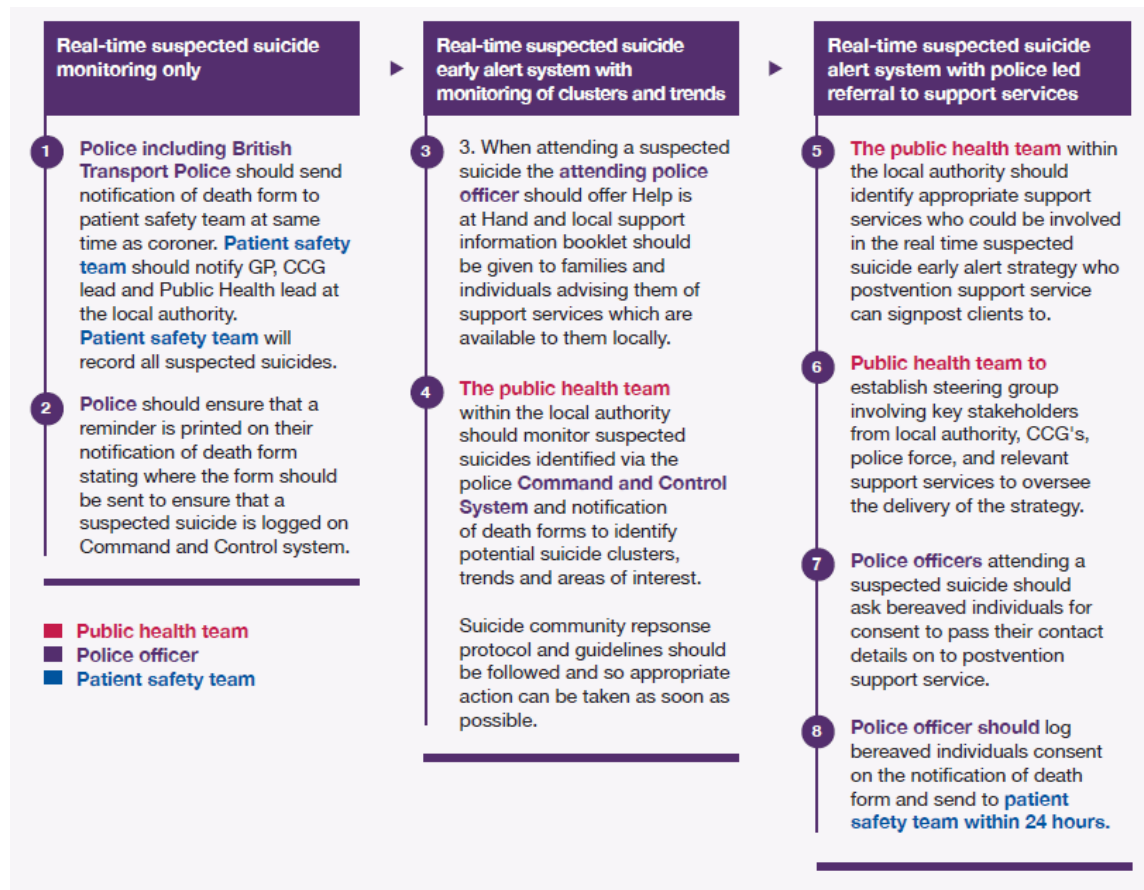 Real-time suspected suicide
monitoring only
1
Police including British
Transport Police should send
notification of death form to
patient safety team at same
time as coroner. Patient safety
team should notify GP, CCG
lead and Public Health lead at
the local authority.
Patient safety team will
record all suspected suicides.
2
Police should ensure that a
reminder is printed on their
notification of death form
stating where the form should
be sent to ensure that a
suspected suicide is logged on
Command and Control system.
Public health team
Police officer
Patient safety team
Real-time suspected suicide
early alert system with
monitoring of clusters and trends
3
3. When attending a suspected
suicide the attending police
officer should offer Help is
at Hand and local support
information booklet should
be given to families and
individuals advising them of
support services which are
available to them locally.
4
The public health team
within the local authority
should monitor suspected
suicides identified via the
police Command and Control
System and notification
of death forms to identify
potential suicide clusters,
trends and areas of interest.
Suicide community repsonse
protocol and guidelines should
be followed and so appropriate
action can be taken as soon as
possible.
Real-time suspected suicide
alert system with police led
referral to support services
5
The public health team within
the local authority should
identify appropriate support
services who could be involved
in the real time suspected
suicide early alert strategy who
postvention support service
can signpost clients to.
6
Public health team to
establish steering group
involving key stakeholders
from local authority, CCG's,
police force, and relevant
support services to oversee
the delivery of the strategy.
7
Police officers attending a
suspected suicide should
ask bereaved individuals for
consent to pass their contact
details on to postvention
support service.
8
Police officer should log
bereaved individuals consent
on the notification of death
form and send to patient
safety team within 24 hours.